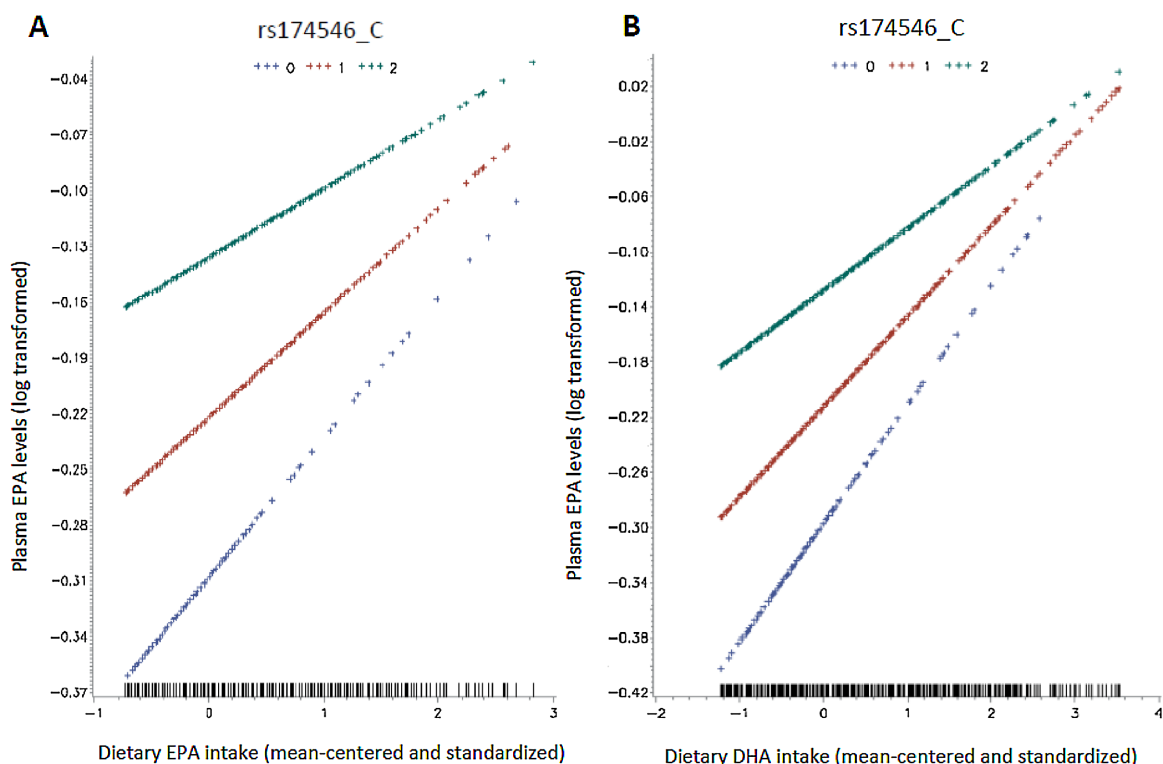 A
rs174546_C
0 1 2
−0.04
−0.07
−0.10
−0.13
−0.16
−0.19
−0.22
−0.25
−0.28
−0.31
−0.34
−0.37
Plasma EPA levels (log transformed)
−1 0 1 2 3
Dietary EPA intake (mean-centered and standardized)
B
rs174546_C
0 1 2
0.02
−0.02
−0.06
−0.10
−0.14
−0.18
−0.22
−0.26
−0.30
−0.34
−0.38
−0.42
Plasma EPA levels (log transformed)
−2 −1 0 1 2 3 4
Dietary DHA intake (mean-centered and standardized)